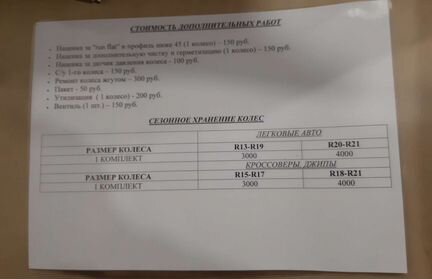 СТОИМОСТЬ ДОПОЛНИТЕЛЬНЫХ РАБОТ
Наценка за "run flat" и профиль ниже 45 (1 колесо) – 150 руб.
Наценка за дополнительную чистку и герметизацию (1 колесо) – 150 руб.
Наценка за датчик давления колеса - 100 руб.
С/у 1-го колеса – 150 руб.
Ремонт колеса жгутом – 300 руб.
Пакет - 50 руб.
Утилизация ( 1 колесо) - 200 руб.
Вентиль (1 шт.) – 150 руб.
СЕЗОННОЕ ХРАНЕНИЕ КОЛЕС
ЛЕГКОВЫЕ АВТО
РАЗМЕР КОЛЕСА R13-R19 R20-R21
1 КОМПЛЕКТ 3000 4000
КРОССОВЕРЫ, ДЖИПЫ
РАЗМЕР КОЛЕСА R15-R17 R18-R21
1 КОМПЛЕКТ 3000 4000